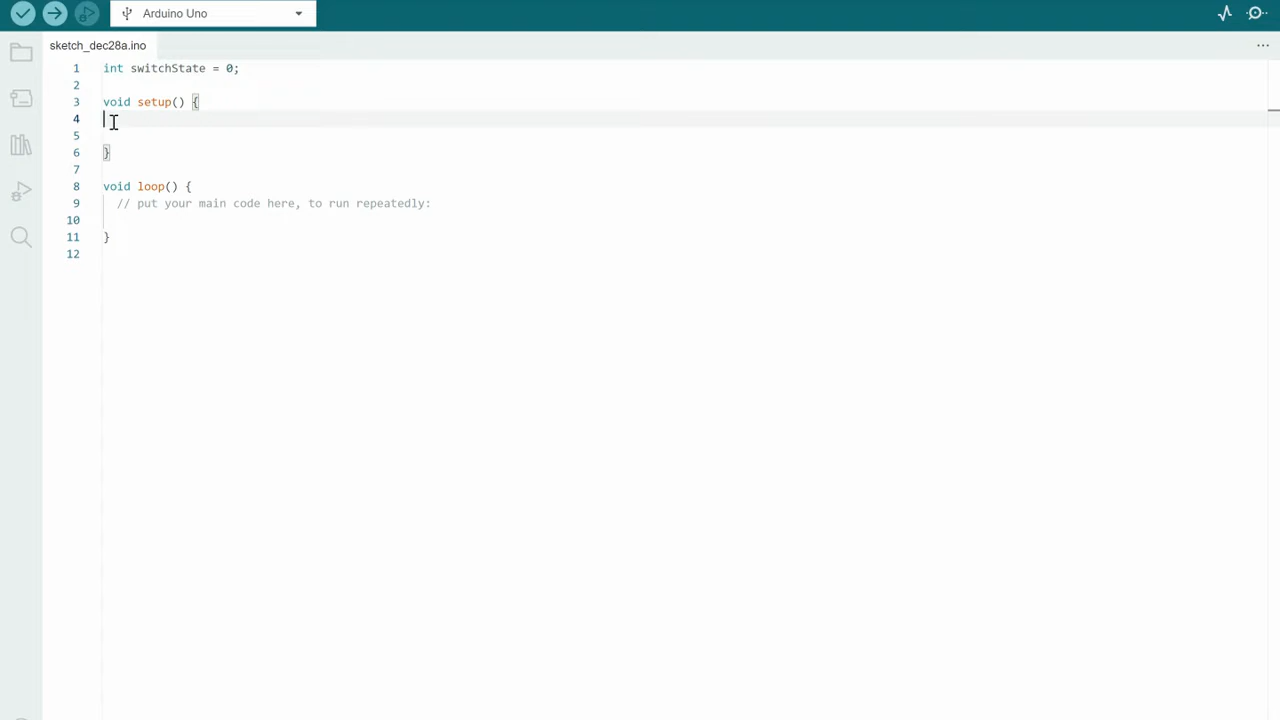 Arduino Uno
sketch_dec28a.ino
1 int switchState = 0;
2
3 void setup() {
4
5
6 }
7
8 void loop() {
9 // put your main code here, to run repeatedly:
10
11 }
12